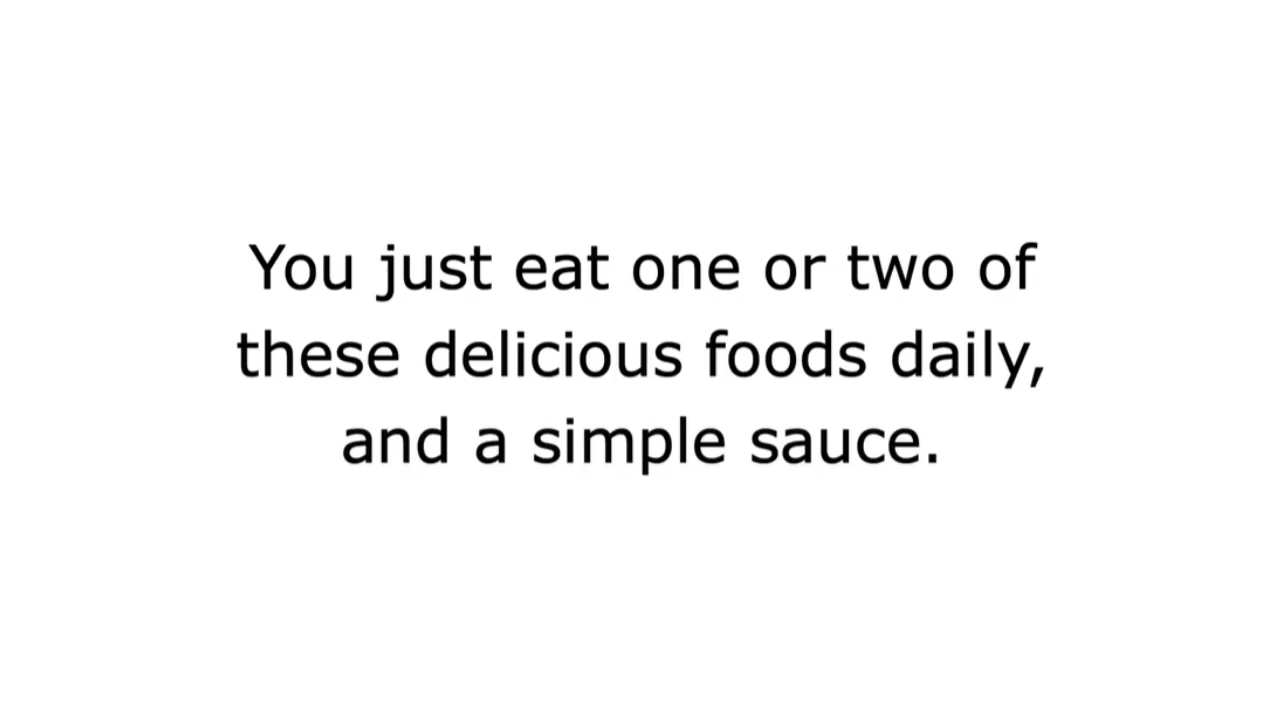 You just eat one or two of
these delicious foods daily,
and a simple sauce.